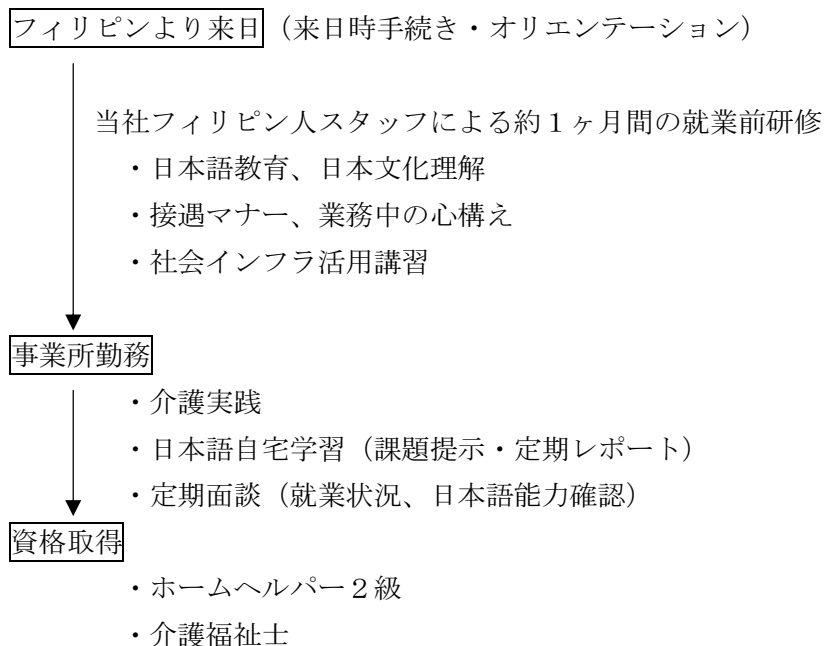 フィリピンより来日（来日時手続き・オリエンテーション）
当社フィリピン人スタッフによる約１ヶ月間の就業前研修
・日本語教育、日本文化理解
・接遇マナー、業務中の心構え
・社会インフラ活用講習
事業所勤務
・介護実践
・日本語自宅学習（課題提示・定期レポート）
・定期面談（就業状況、日本語能力確認）
資格取得
・ホームヘルパー２級
・介護福祉士